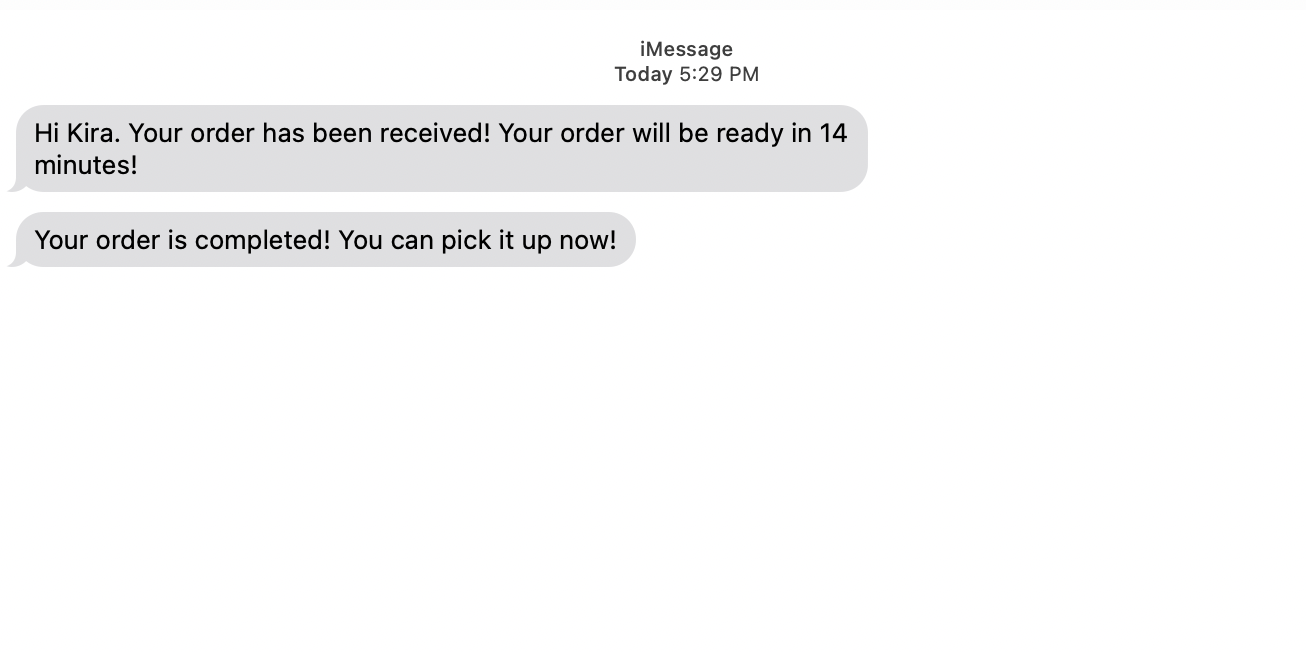 iMessage
Today 5:29 PM
Hi Kira. Your order has been received! Your order will be ready in 14
minutes!
Your order is completed! You can pick it up now!